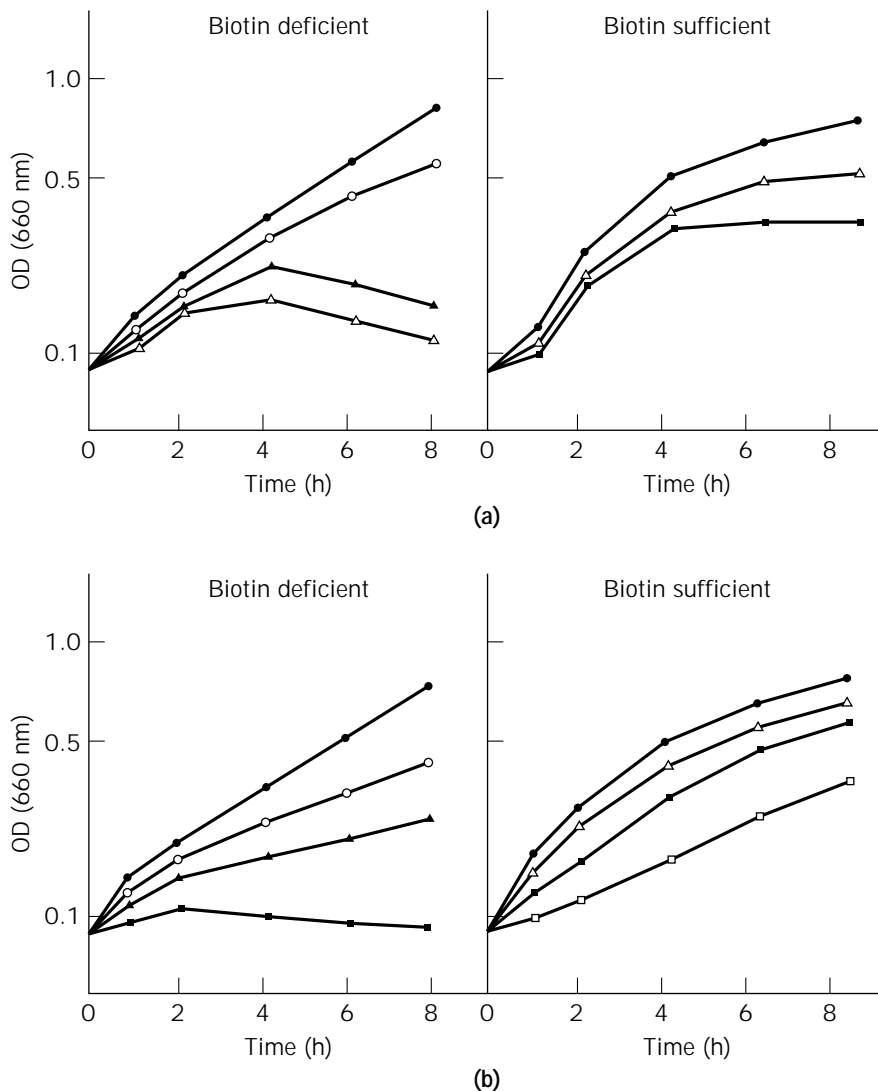 Biotin deficient
Biotin sufficient
1.0
0.5
0.1
OD (660 nm)
0 2 4 6 8
0 2 4 6 8
Time (h)
Time (h)
(a)
Biotin deficient
Biotin sufficient
1.0
0.5
0.1
OD (660 nm)
0 2 4 6 8
0 2 4 6 8
Time (h)
Time (h)
(b)